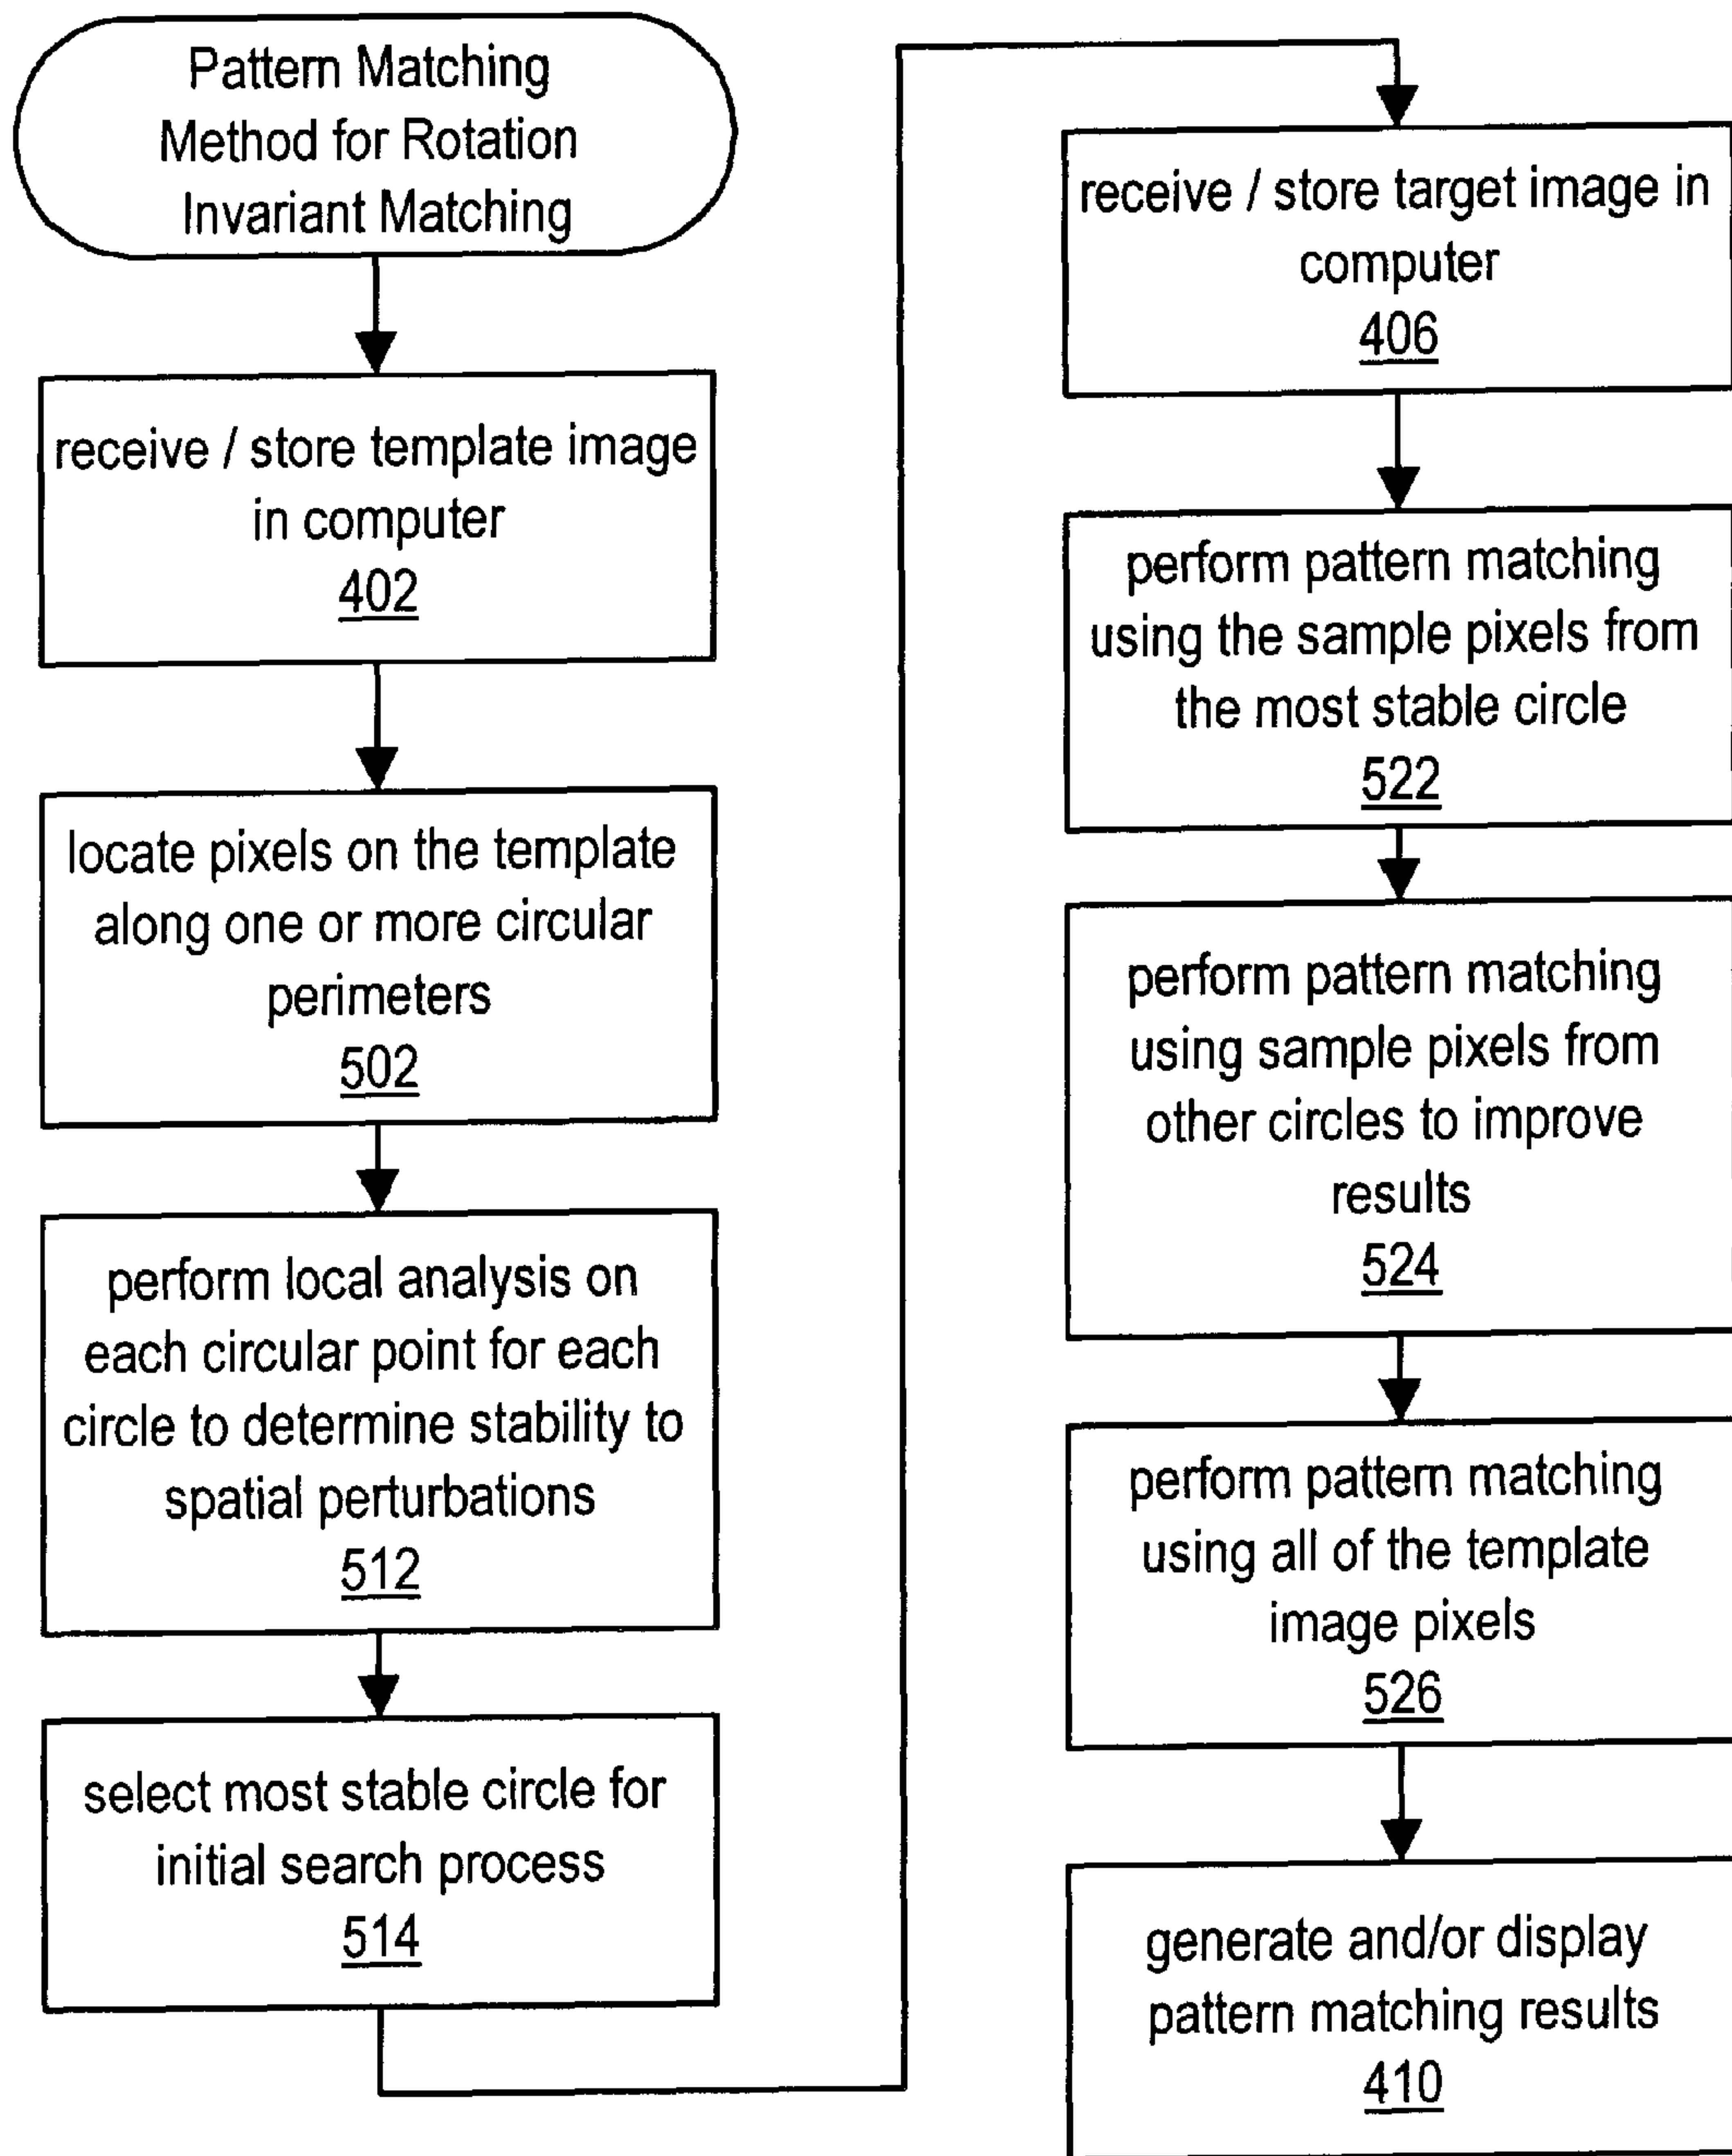 Pattern Matching
Method for Rotation
Invariant Matching
receive / store template image
in computer
402
locate pixels on the template
along one or more circular
perimeters
502
perform local analysis on
each circular point for each
circle to determine stability to
spatial perturbations
512
select most stable circle for
initial search process
514
receive / store target image in
computer
406
perform pattern matching
using the sample pixels from
the most stable circle
522
perform pattern matching
using sample pixels from
other circles to improve
results
524
perform pattern matching
using all of the template
image pixels
526
generate and/or display
pattern matching results
410